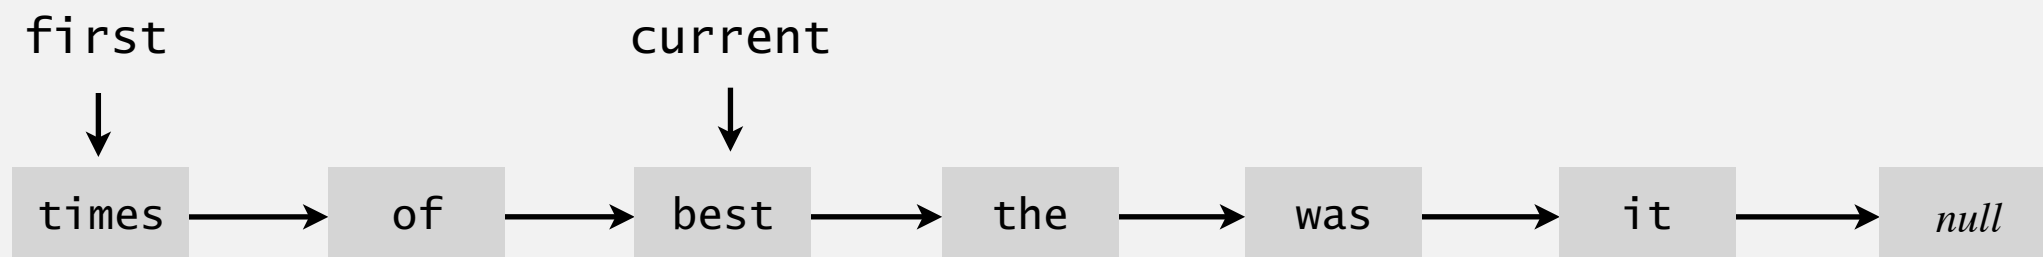 first current
times of best the was it null